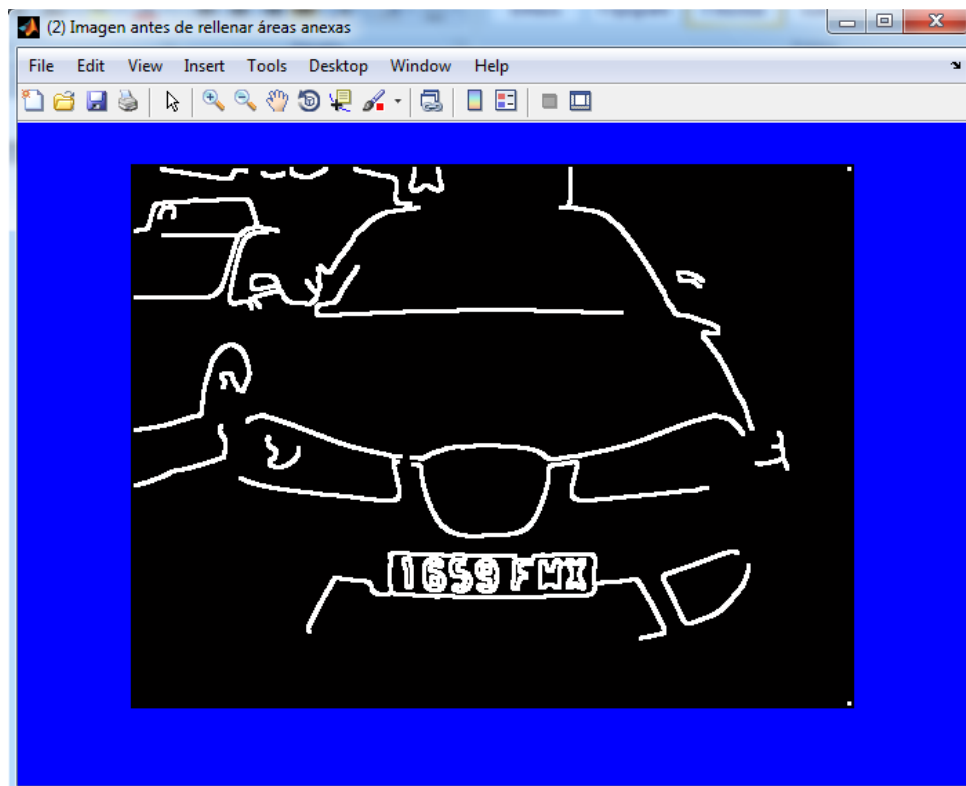 (2) Imagen antes de rellenar áreas anexas
File Edit View Insert Tools Desktop Window Help
1659 FMX